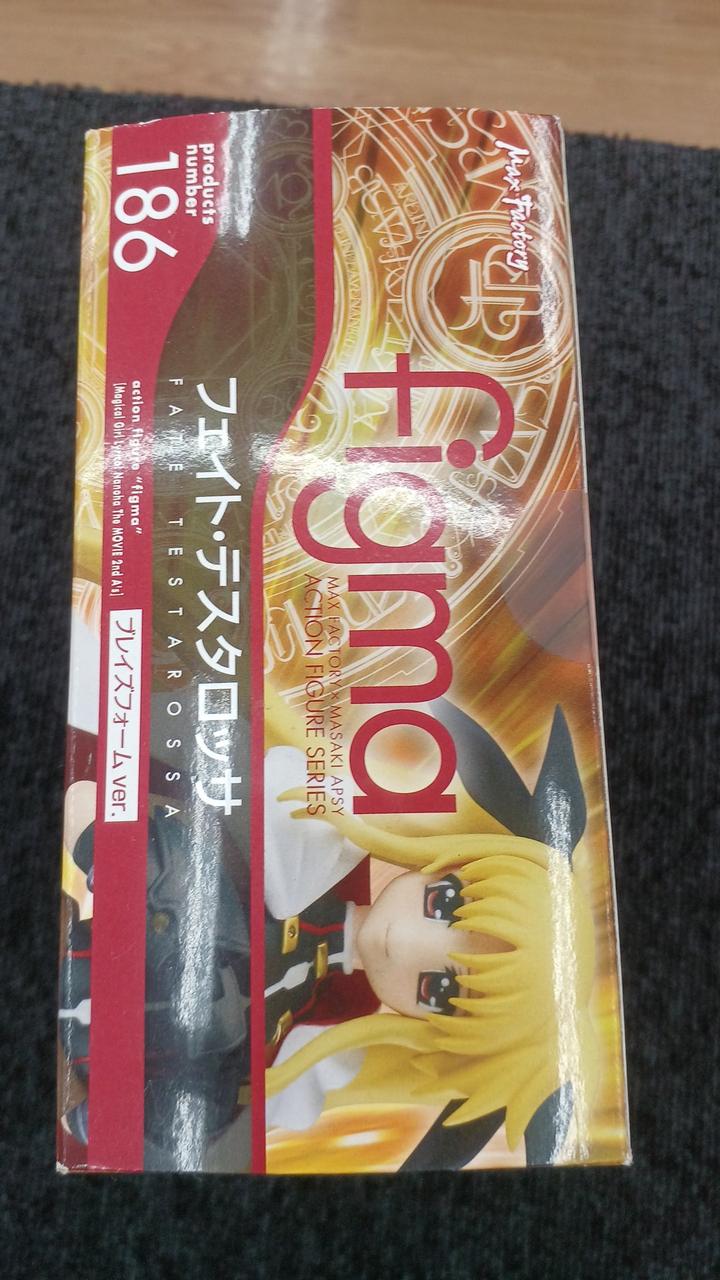 Max Factory
figma
MAX FACTORY×MASAKI APSY
ACTION FIGURE SERIES
products
number
186
フェイト・テスタロッサ
FATE TESTAROSSA
action figure "figma"
[Magical Girl Lyrical Nanoha The MOVIE 2nd A's]
ブレイズフォームver.